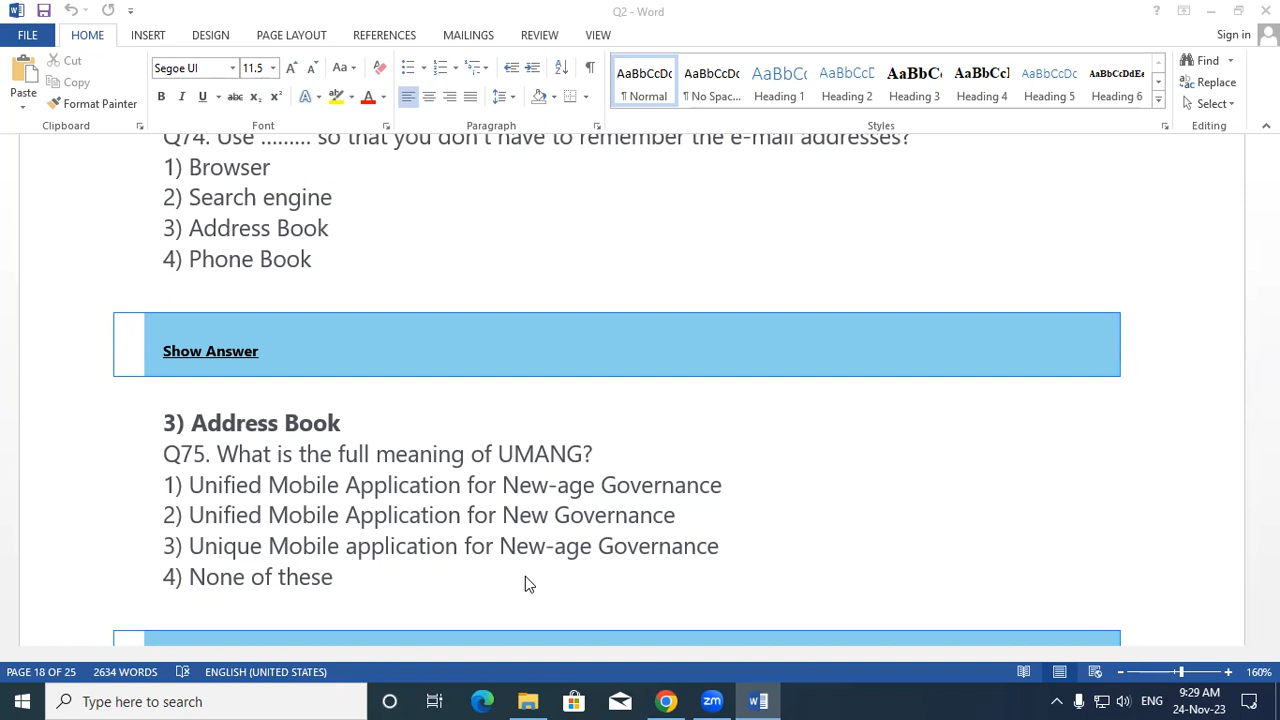 Q2 - Word
Sign in
FILE HOME INSERT DESIGN PAGE LAYOUT REFERENCES MAILINGS REVIEW VIEW
Paste
Cut
Copy
Format Painter
Clipboard
Segoe UI 11.5
Font
Paragraph
AaBbCcDc AaBbCcDc AaBbCc AaBbCcD AaBbC AaBbCc AaBbCcDc AaBbCcDdEe
¶ Normal ¶ No Spac... Heading 1 Heading 2 Heading 3 Heading 4 Heading 5 Heading 6
Styles
Find
Replace
Select
Editing
Q74. Use ......... so that you don't have to remember the e-mail addresses?
1) Browser
2) Search engine
3) Address Book
4) Phone Book
Show Answer
3) Address Book
Q75. What is the full meaning of UMANG?
1) Unified Mobile Application for New-age Governance
2) Unified Mobile Application for New Governance
3) Unique Mobile application for New-age Governance
4) None of these
PAGE 18 OF 25 2634 WORDS ENGLISH (UNITED STATES) 160%
Type here to search
zm
ENG
9:29 AM
24-Nov-23